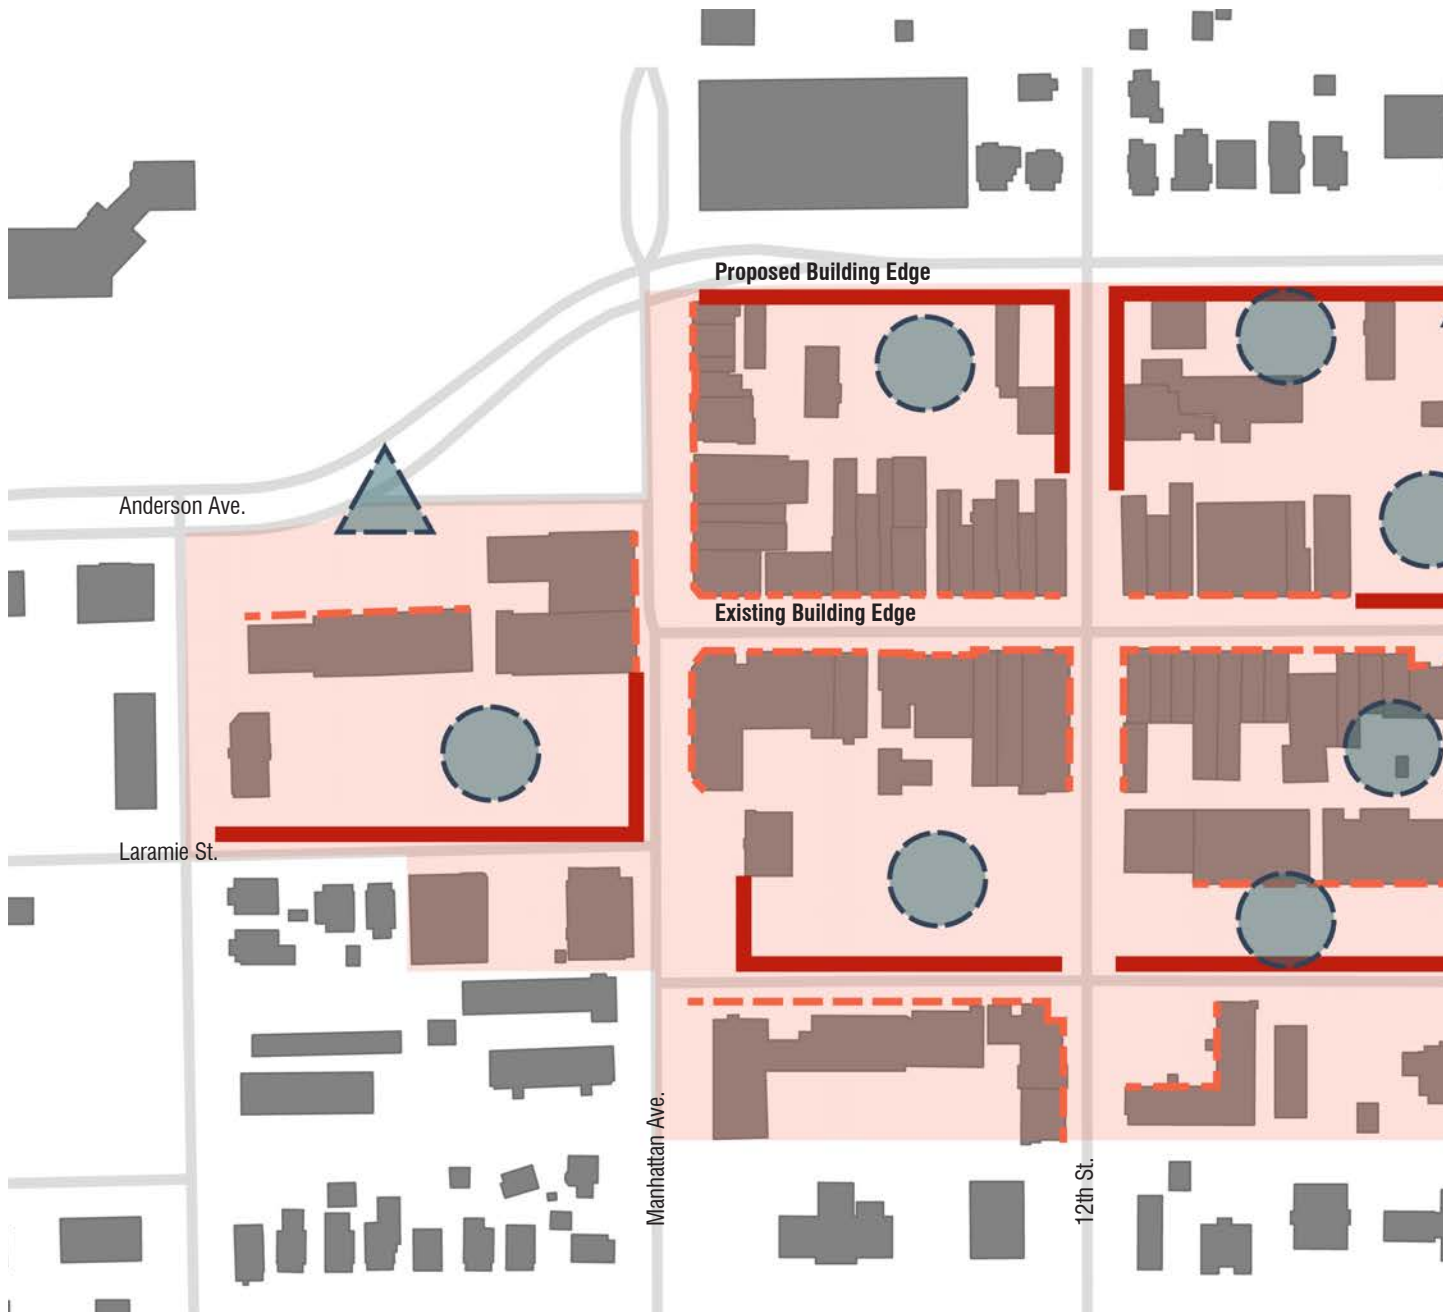 Proposed Building Edge
Anderson Ave.
Existing Building Edge
Laramie St.
Manhattan Ave.
12th St.